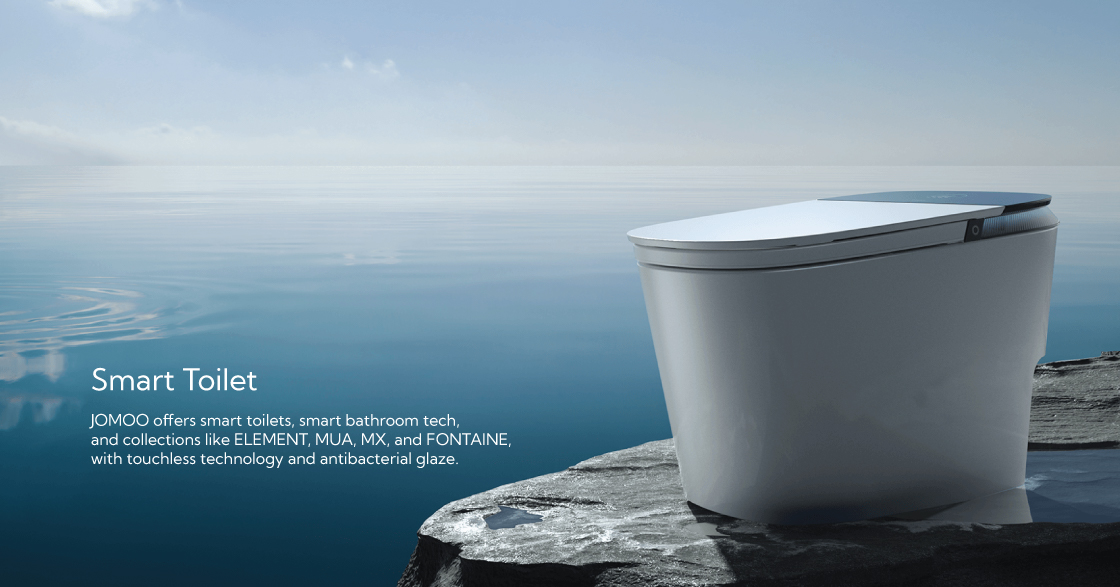 Smart Toilet
JOMOO offers smart toilets, smart bathroom tech,
and collections like ELEMENT, MUA, MX, and FONTAINE,
with touchless technology and antibacterial glaze.